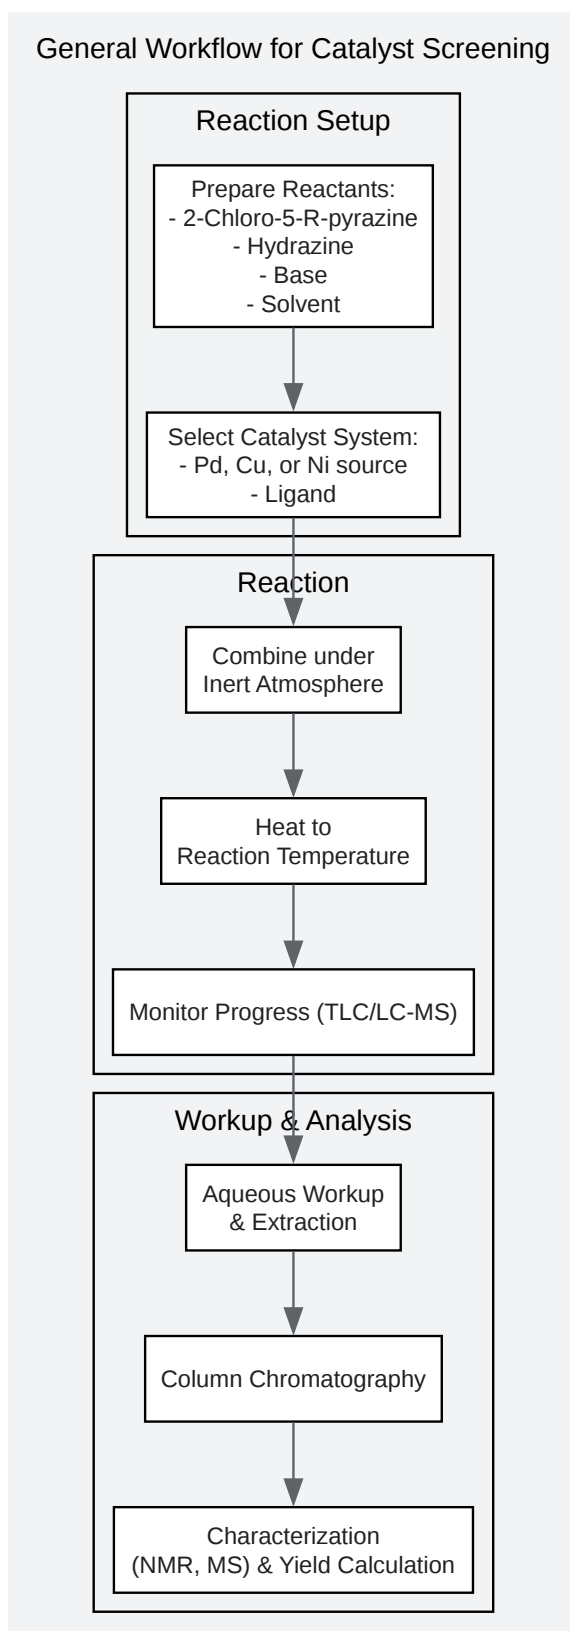 General Workflow for Catalyst Screening
Reaction Setup
Prepare Reactants:
- 2-Chloro-5-R-pyrazine
- Hydrazine
- Base
- Solvent
Select Catalyst System:
- Pd, Cu, or Ni source
- Ligand
Reaction
Combine under
Inert Atmosphere
Heat to
Reaction Temperature
Monitor Progress (TLC/LC-MS)
Workup & Analysis
Aqueous Workup
& Extraction
Column Chromatography
Characterization
(NMR, MS) & Yield Calculation